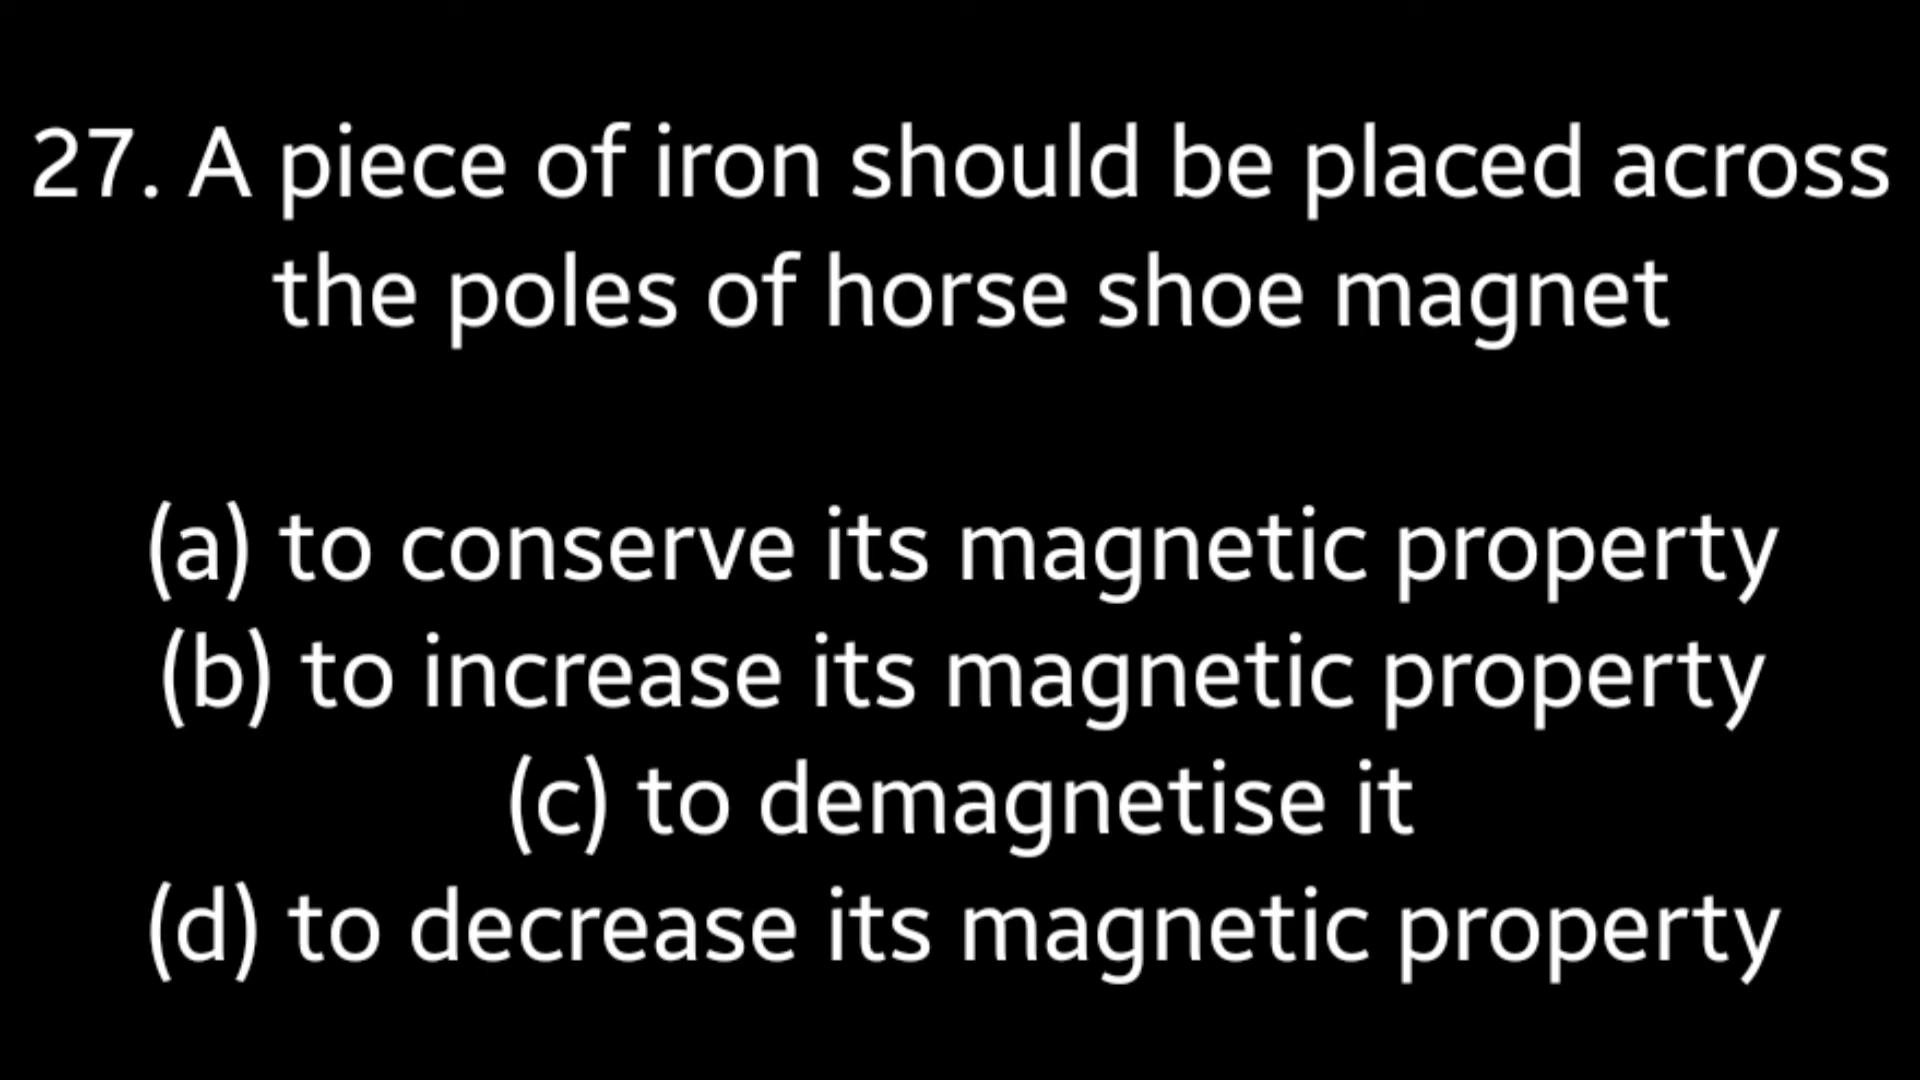 27. A piece of iron should be placed across
the poles of horse shoe magnet
(a) to conserve its magnetic property
(b) to increase its magnetic property
(c) to demagnetise it
(d) to decrease its magnetic property